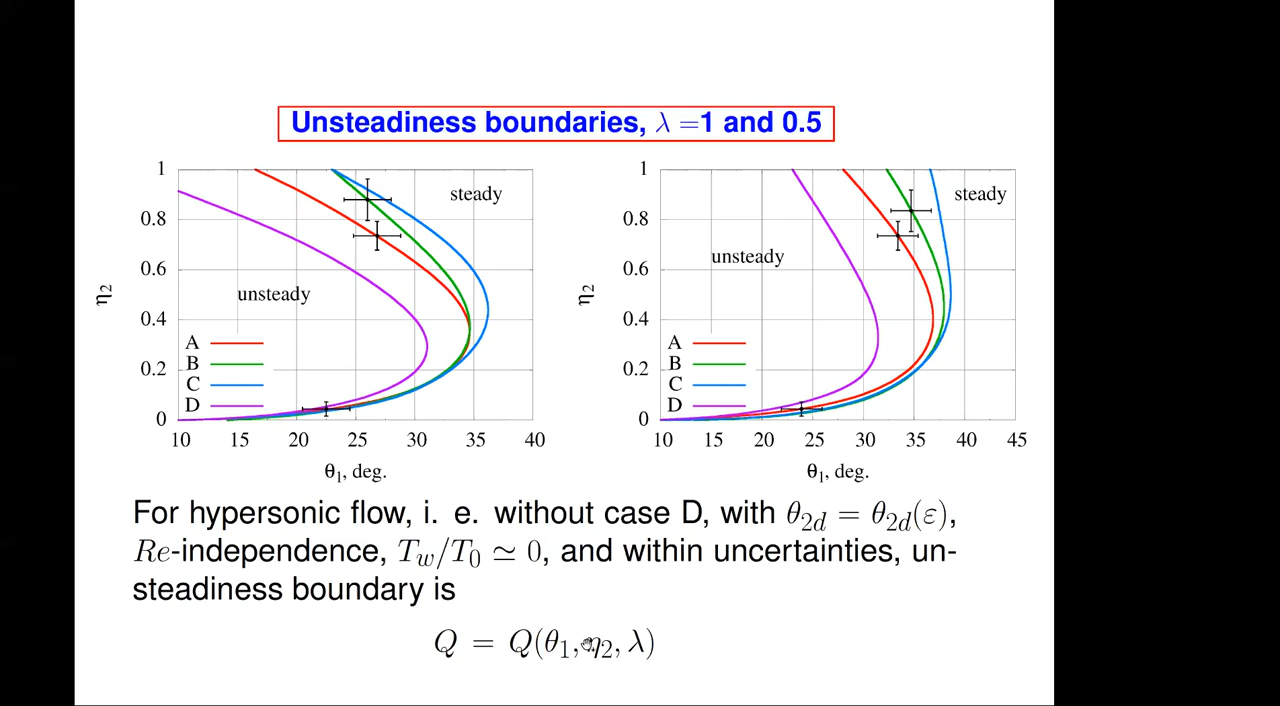 Unsteadiness boundaries, λ =1 and 0.5
1
0.8
0.6
0.4
0.2
0
η2
steady
unsteady
A
B
C
D
10 15 20 25 30 35 40
θ1, deg.
1
0.8
0.6
0.4
0.2
0
η2
steady
unsteady
A
B
C
D
10 15 20 25 30 35 40 45
θ1, deg.
For hypersonic flow, i. e. without case D, with θ2d = θ2d(ε),
Re-independence, Tw/T0 ≃ 0, and within uncertainties, un-
steadiness boundary is
Q = Q(θ1, η2, λ)